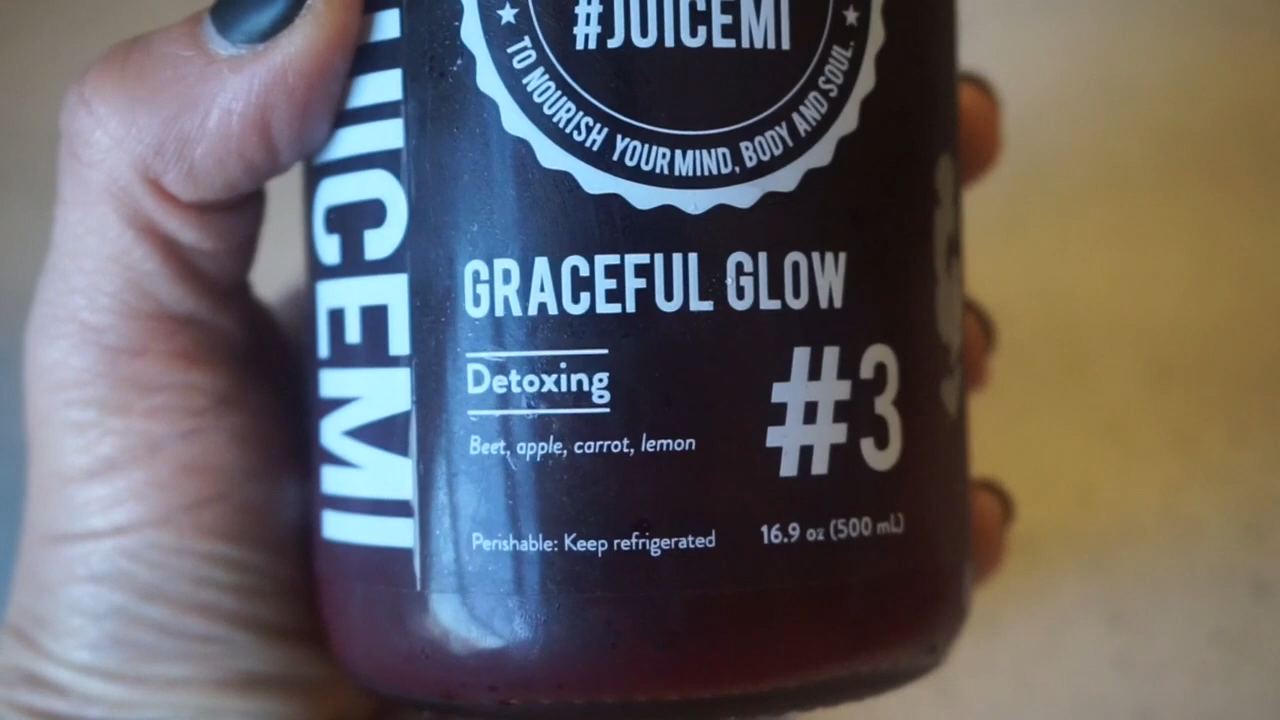 #JUICEMI
TO NOURISH YOUR MIND, BODY AND SOUL.
JUICEMI
GRACEFUL GLOW
Detoxing
#3
Beet, apple, carrot, lemon
Perishable: Keep refrigerated
16.9 oz (500 mL)